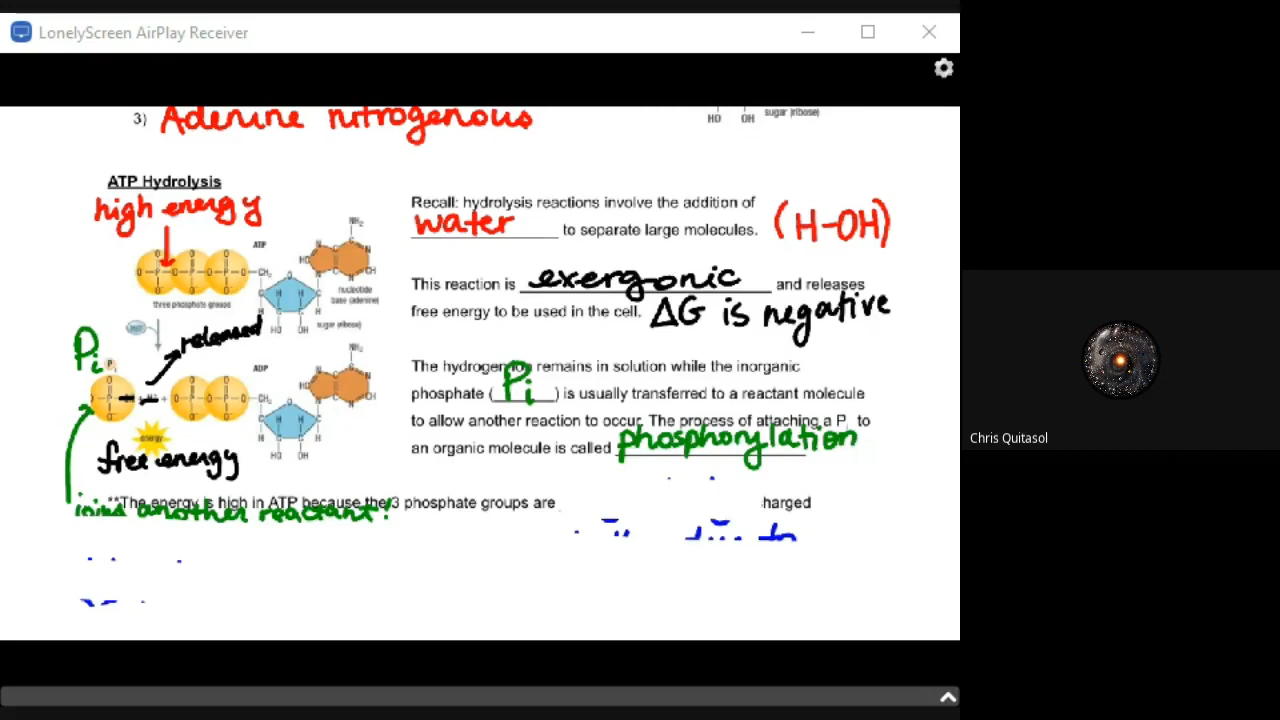 LonelyScreen AirPlay Receiver
3) Adenine nitrogenous
HO OH sugar (ribose)
ATP Hydrolysis
high energy
Recall: hydrolysis reactions involve the addition of
water to separate large molecules. (H-OH)
ATP
three phosphate groups
nucleotide
base (adenine)
sugar (ribose)
HO OH
This reaction is exergonic and releases
free energy to be used in the cell. ΔG is negative
released
Pi
ADP
The hydrogen ion remains in solution while the inorganic
phosphate (Pi) is usually transferred to a reactant molecule
to allow another reaction to occur. The process of attaching a Pi to
an organic molecule is called phosphorylation
HO OH
energy
free energy
**The energy is high in ATP because the 3 phosphate groups are harged
another reactant!
Chris Quitasol